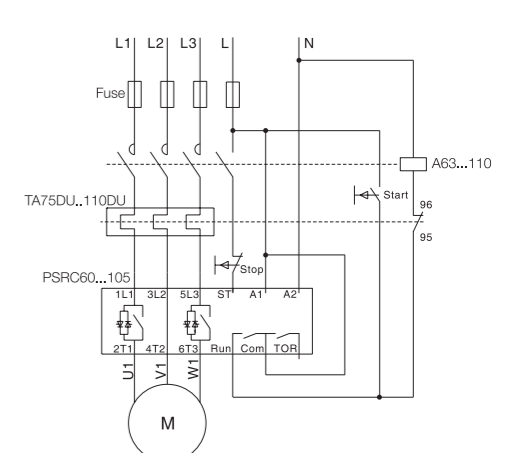 L1 L2 L3 L N
Fuse
A63...110
Start
TA75DU..110DU
96
95
Stop
PSRC60...105
1L1 3L2 5L3 ST A1 A2
2T1 4T2 6T3 Run Com TOR
U1 V1 W1
M